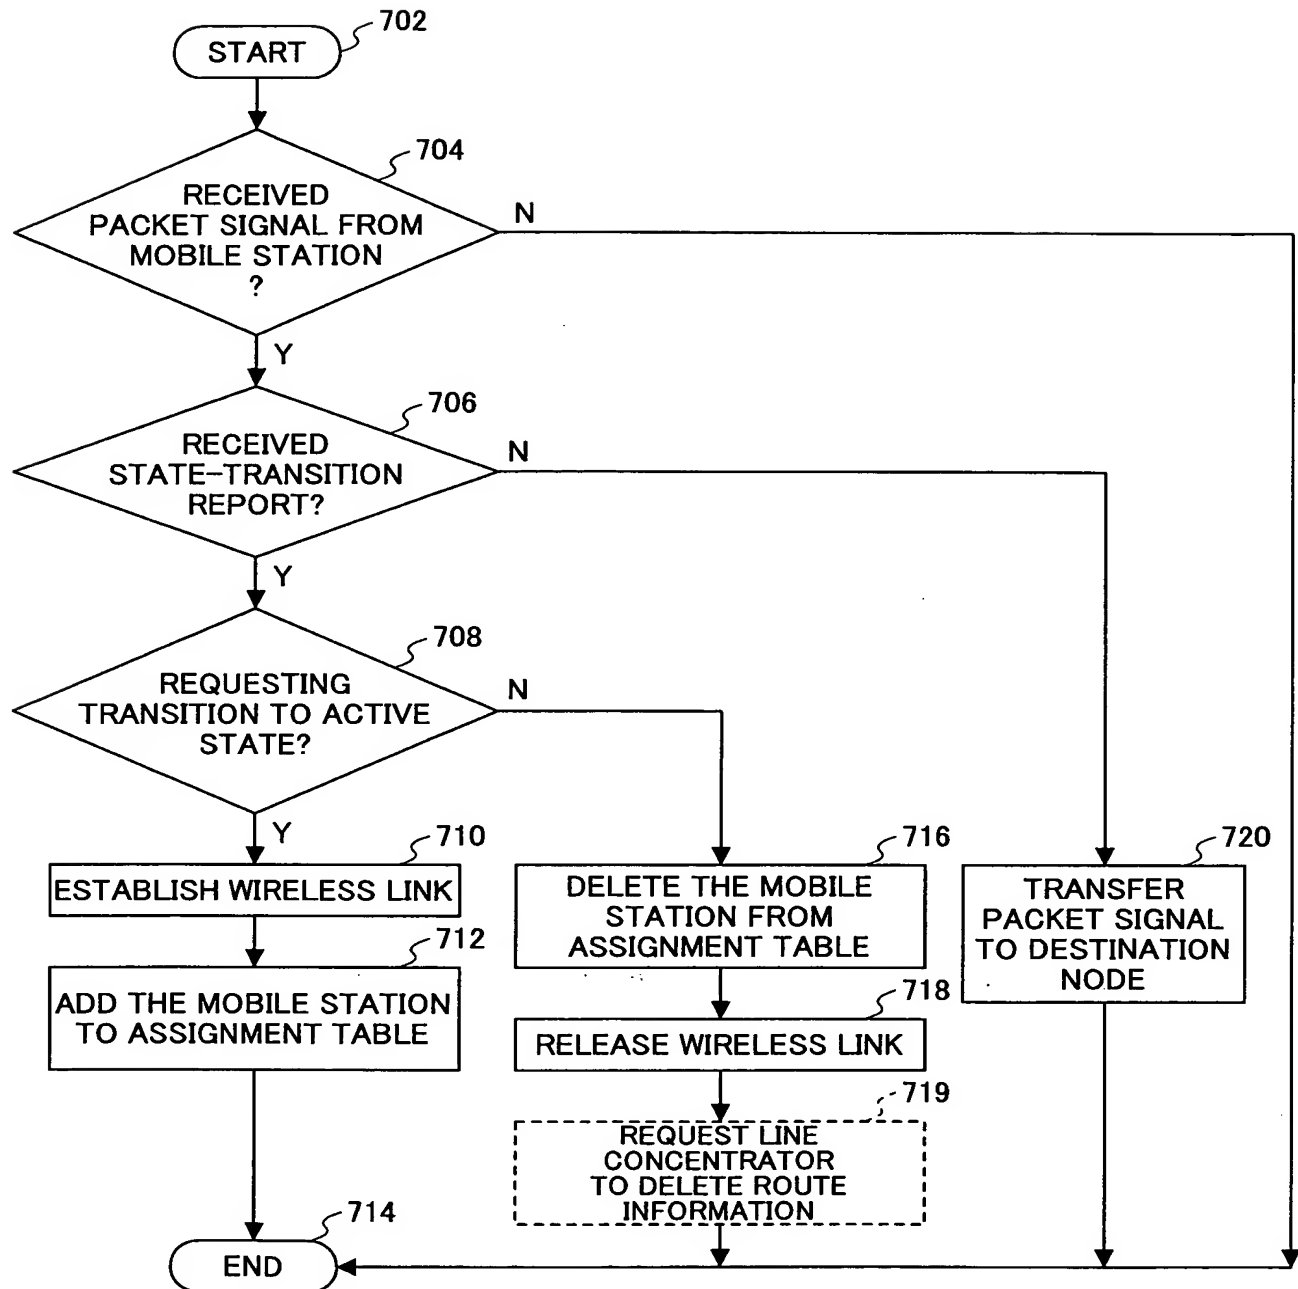 702
START
704
RECEIVED
PACKET SIGNAL FROM
MOBILE STATION
?
N
Y
706
RECEIVED
STATE-TRANSITION
REPORT?
N
Y
708
REQUESTING
TRANSITION TO ACTIVE
STATE?
N
Y
710
ESTABLISH WIRELESS LINK
712
ADD THE MOBILE STATION
TO ASSIGNMENT TABLE
716
DELETE THE MOBILE
STATION FROM
ASSIGNMENT TABLE
718
RELEASE WIRELESS LINK
719
REQUEST LINE
CONCENTRATOR
TO DELETE ROUTE
INFORMATION
720
TRANSFER
PACKET SIGNAL
TO DESTINATION
NODE
714
END